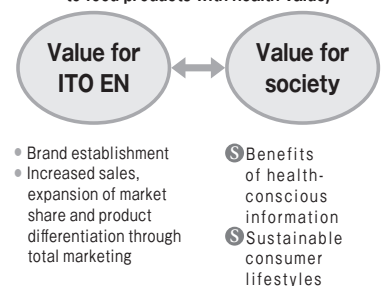 to food products with health value)
Value for
ITO EN
Value for
society
• Brand establishment
• Increased sales,
expansion of market
share and product
differentiation through
total marketing
S Benefits
of health-
conscious
information
S Sustainable
consumer
lifestyles